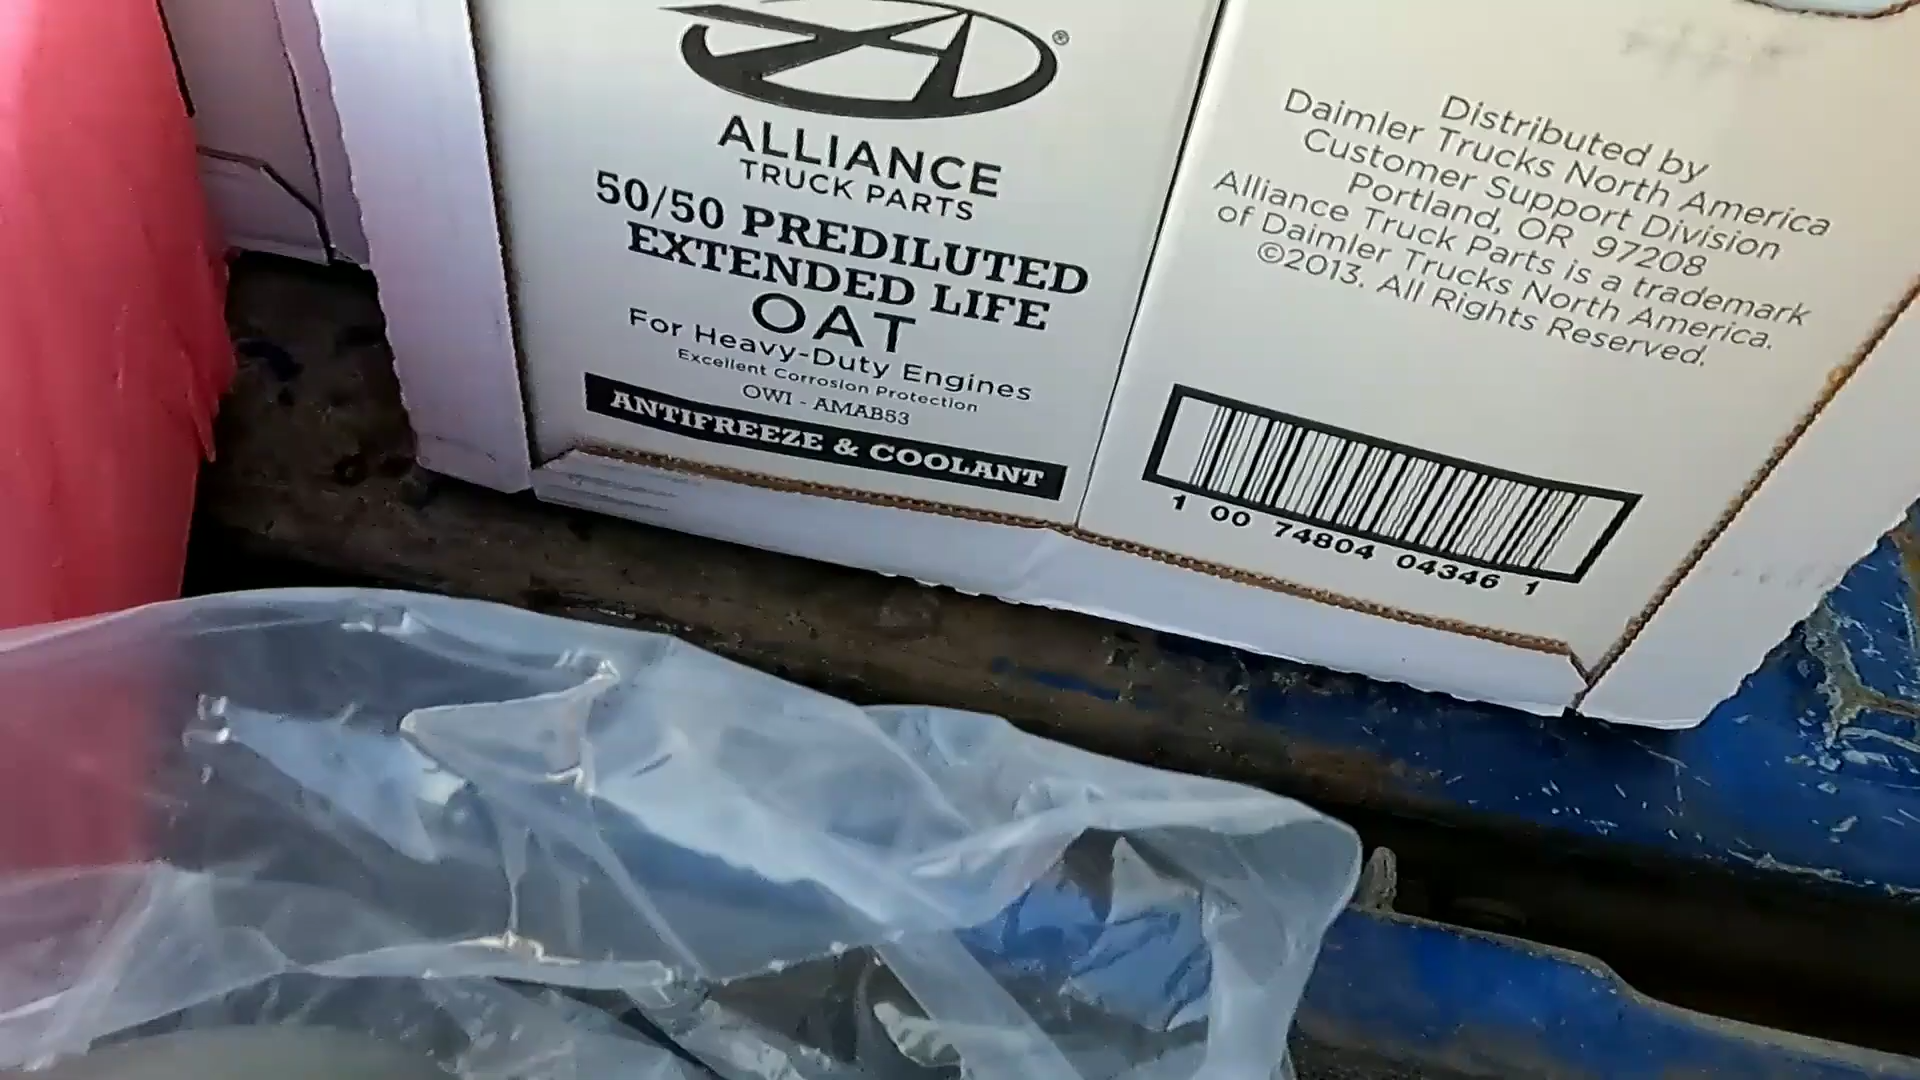 ®
ALLIANCE
TRUCK PARTS
50/50 PREDILUTED
EXTENDED LIFE
OAT
For Heavy-Duty Engines
Excellent Corrosion Protection
OWI - AMAB53
ANTIFREEZE & COOLANT
Distributed by
Daimler Trucks North America
Customer Support Division
Portland, OR 97208
Alliance Truck Parts is a trademark
of Daimler Trucks North America.
©2013. All Rights Reserved.
1 00 74804 04346 1